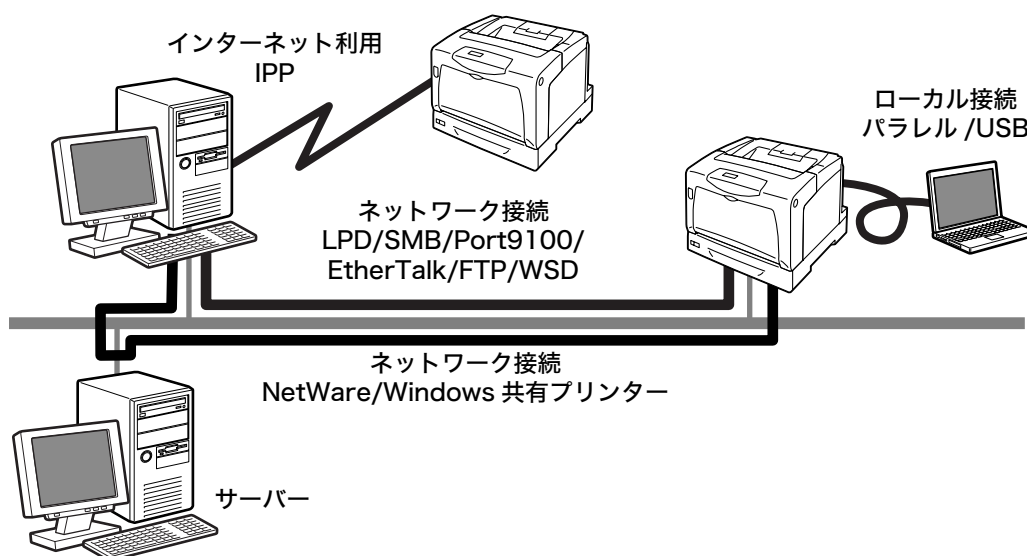 インターネット利用
IPP
ローカル接続
パラレル /USB
ネットワーク接続
LPD/SMB/Port9100/
EtherTalk/FTP/WSD
ネットワーク接続
NetWare/Windows 共有プリンター
サーバー